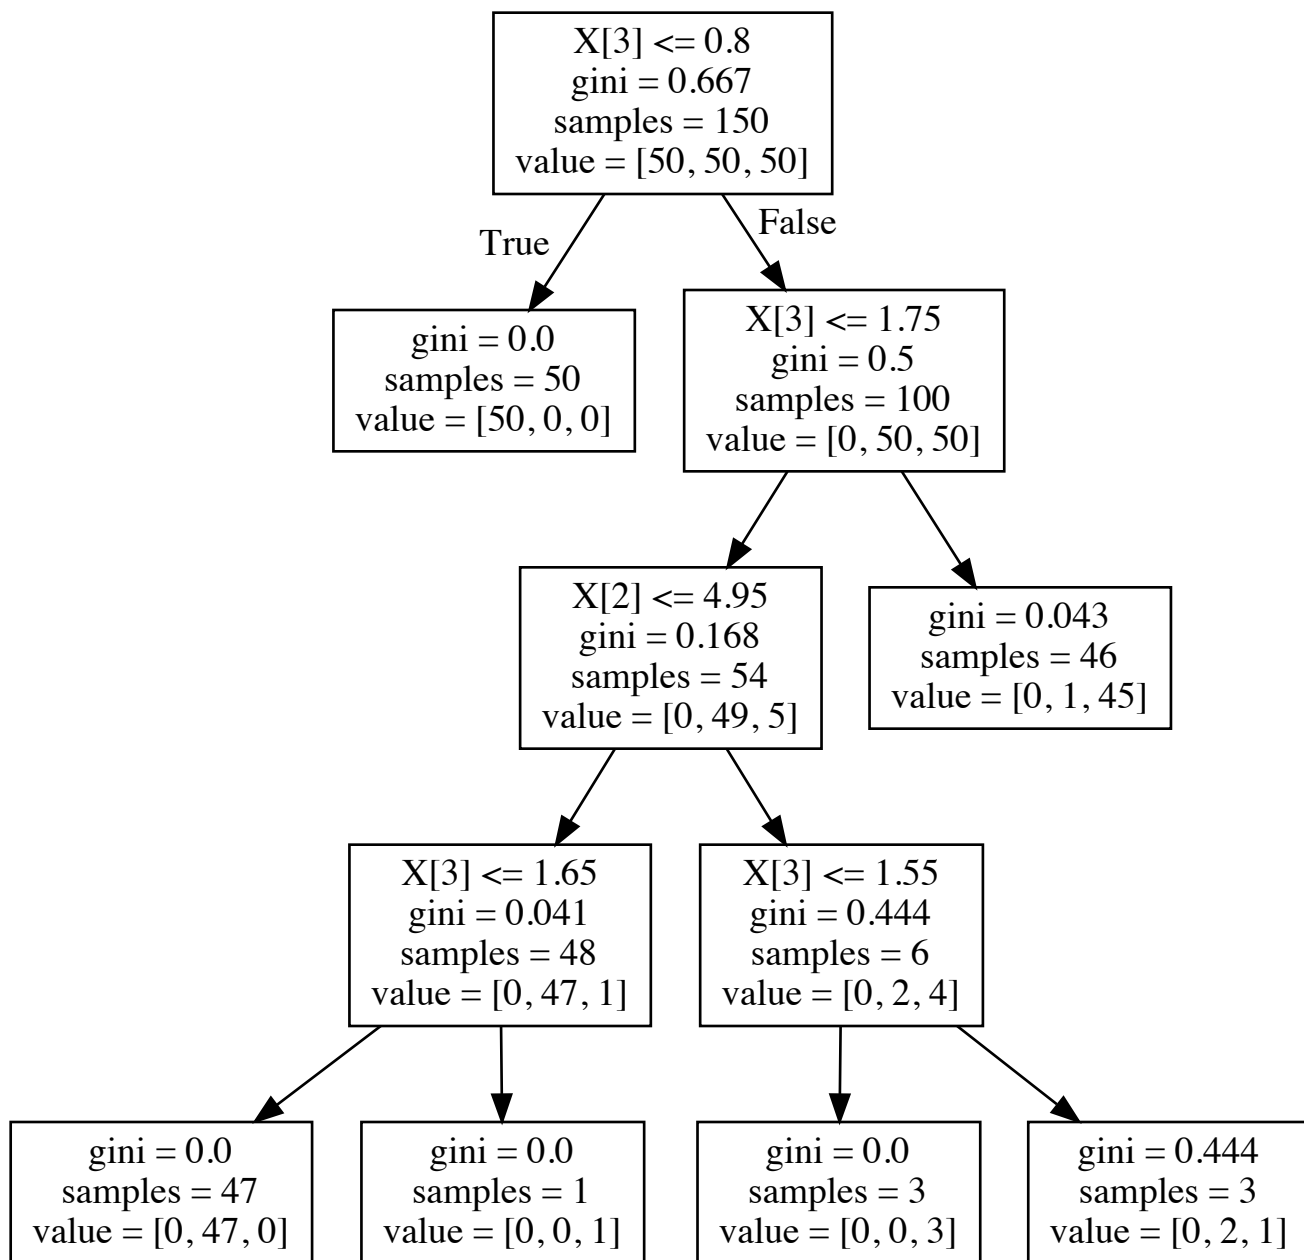 X[3] <= 0.8
gini = 0.667
samples = 150
value = [50, 50, 50]
True
False
gini = 0.0
samples = 50
value = [50, 0, 0]
X[3] <= 1.75
gini = 0.5
samples = 100
value = [0, 50, 50]
X[2] <= 4.95
gini = 0.168
samples = 54
value = [0, 49, 5]
gini = 0.043
samples = 46
value = [0, 1, 45]
X[3] <= 1.65
gini = 0.041
samples = 48
value = [0, 47, 1]
X[3] <= 1.55
gini = 0.444
samples = 6
value = [0, 2, 4]
gini = 0.0
samples = 47
value = [0, 47, 0]
gini = 0.0
samples = 1
value = [0, 0, 1]
gini = 0.0
samples = 3
value = [0, 0, 3]
gini = 0.444
samples = 3
value = [0, 2, 1]